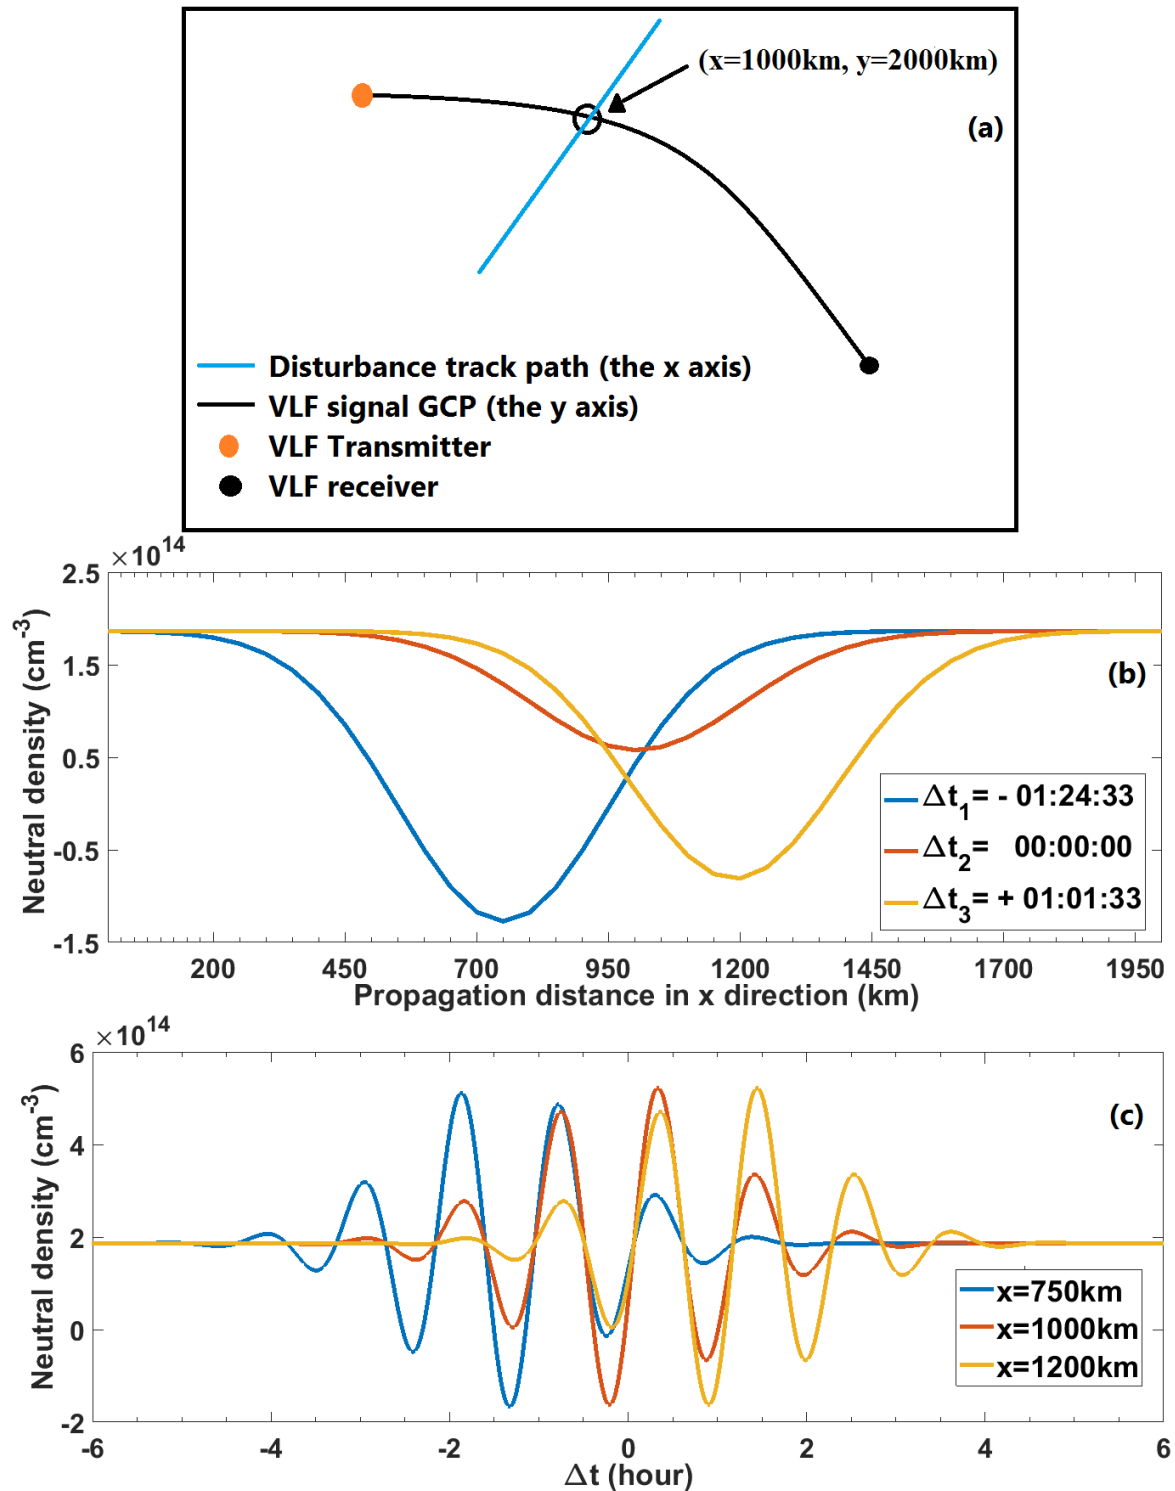 (x=1000km, y=2000km)
(a)
Disturbance track path (the x axis)
VLF signal GCP (the y axis)
VLF Transmitter
VLF receiver
×10^14
2.5
1.5
0.5
-0.5
-1.5
Neutral density (cm^-3)
(b)
Δt_1= - 01:24:33
Δt_2= 00:00:00
Δt_3= + 01:01:33
200 450 700 950 1200 1450 1700 1950
Propagation distance in x direction (km)
×10^14
6
4
2
0
-2
Neutral density (cm^-3)
(c)
x=750km
x=1000km
x=1200km
-6 -4 -2 0 2 4 6
Δt (hour)